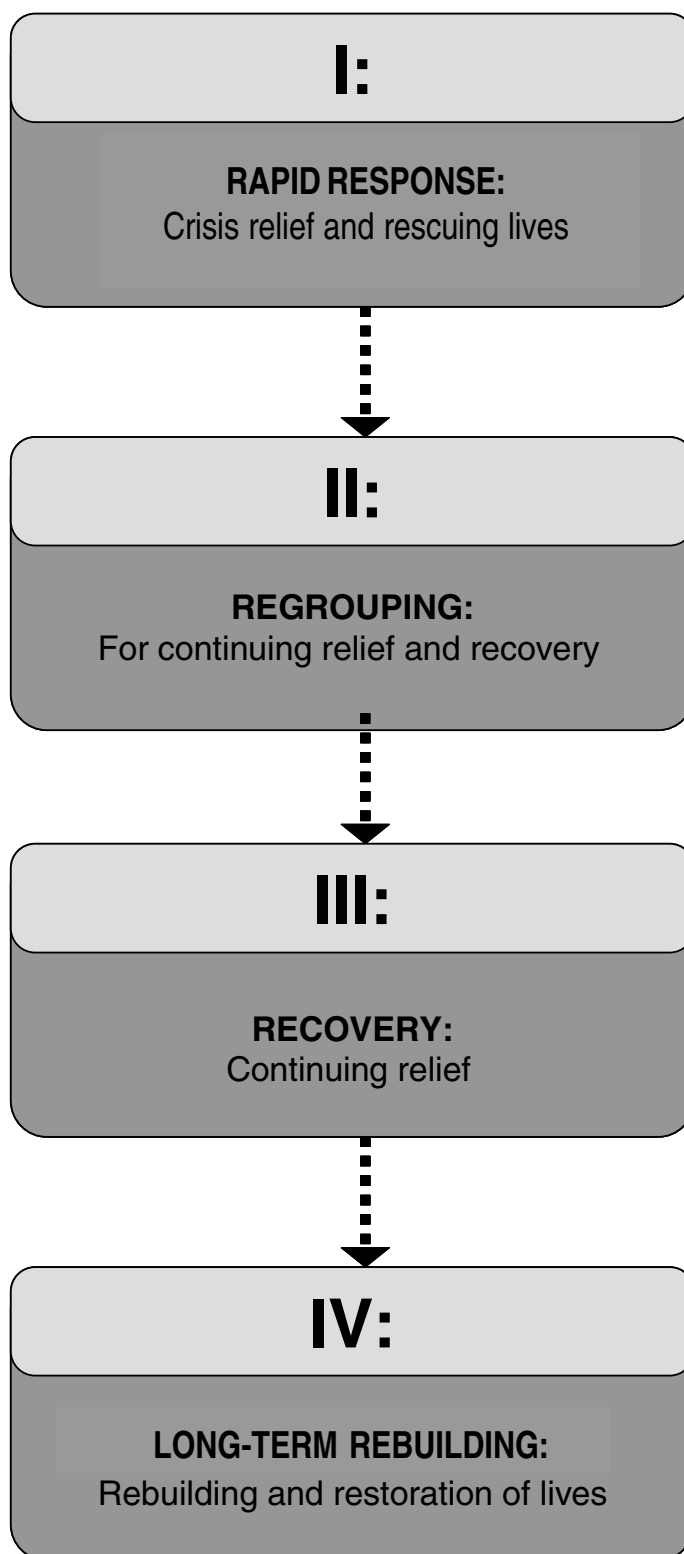 I:
RAPID RESPONSE:
Crisis relief and rescuing lives
II:
REGROUPING:
For continuing relief and recovery
III:
RECOVERY:
Continuing relief
IV:
LONG-TERM REBUILDING:
Rebuilding and restoration of lives